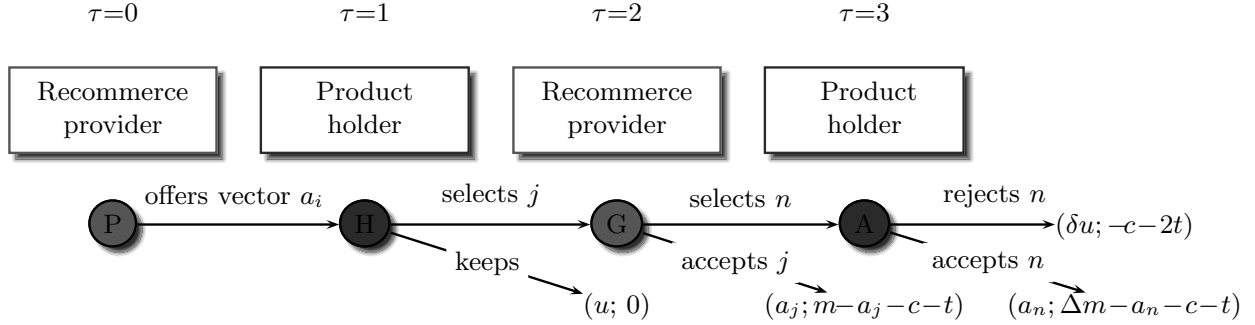 τ=0 τ=1 τ=2 τ=3
Recommerce provider
Product holder
Recommerce provider
Product holder
offers vector a_i
selects j
selects n
rejects n
P
H
G
A
(δu; −c−2t)
keeps
accepts j
accepts n
(u; 0)
(a_j; m−a_j−c−t)
(a_n; Δm−a_n−c−t)